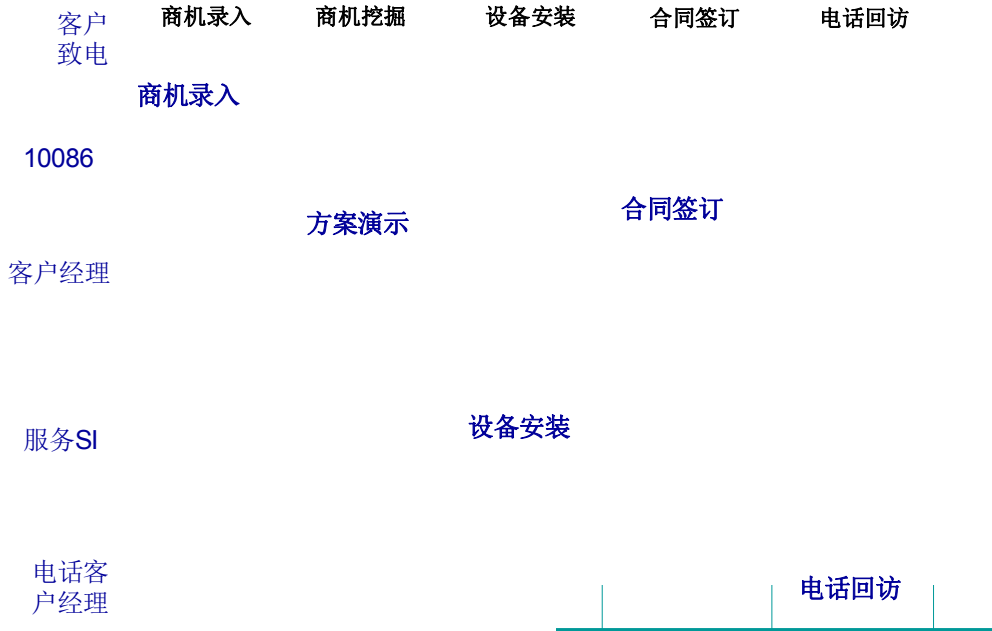 客户
致电
商机录入
商机挖掘
设备安装
合同签订
电话回访
商机录入
10086
方案演示
合同签订
客户经理
设备安装
服务SI
电话客
户经理
电话回访